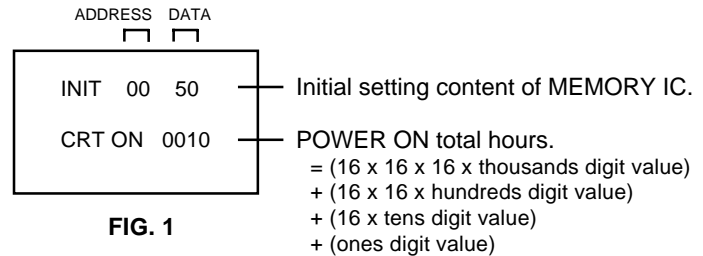 ADDRESS DATA
INIT 00 50
Initial setting content of MEMORY IC.
CRT ON 0010
POWER ON total hours.
= (16 x 16 x 16 x thousands digit value)
+ (16 x 16 x hundreds digit value)
+ (16 x tens digit value)
+ (ones digit value)
FIG. 1